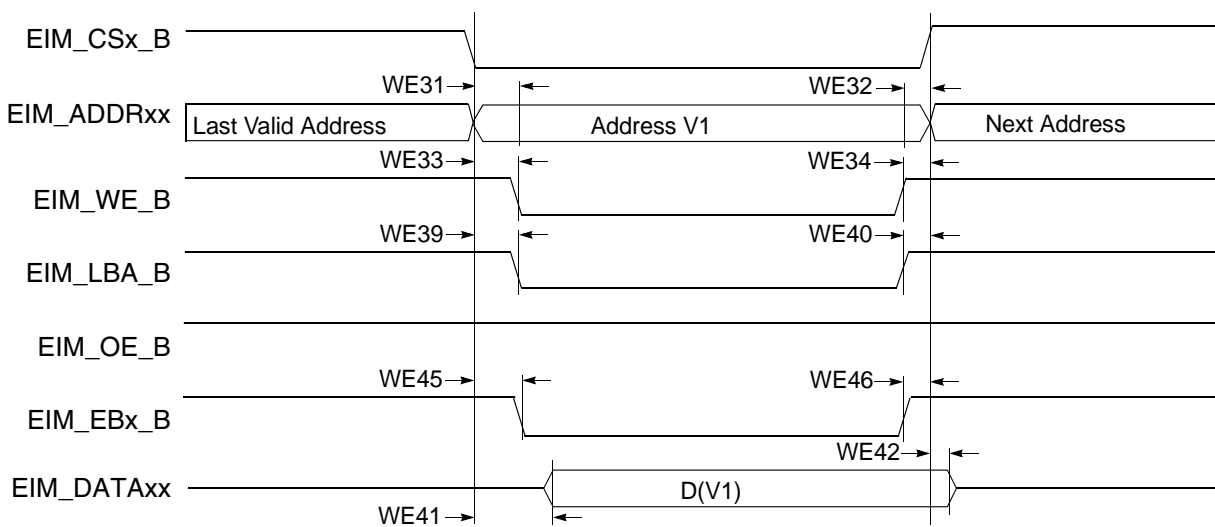 EIM_CSx_B
WE31
WE32
EIM_ADDRxx
Last Valid Address
Address V1
Next Address
WE33
WE34
EIM_WE_B
WE39
WE40
EIM_LBA_B
EIM_OE_B
WE45
WE46
EIM_EBx_B
WE42
EIM_DATAxx
D(V1)
WE41